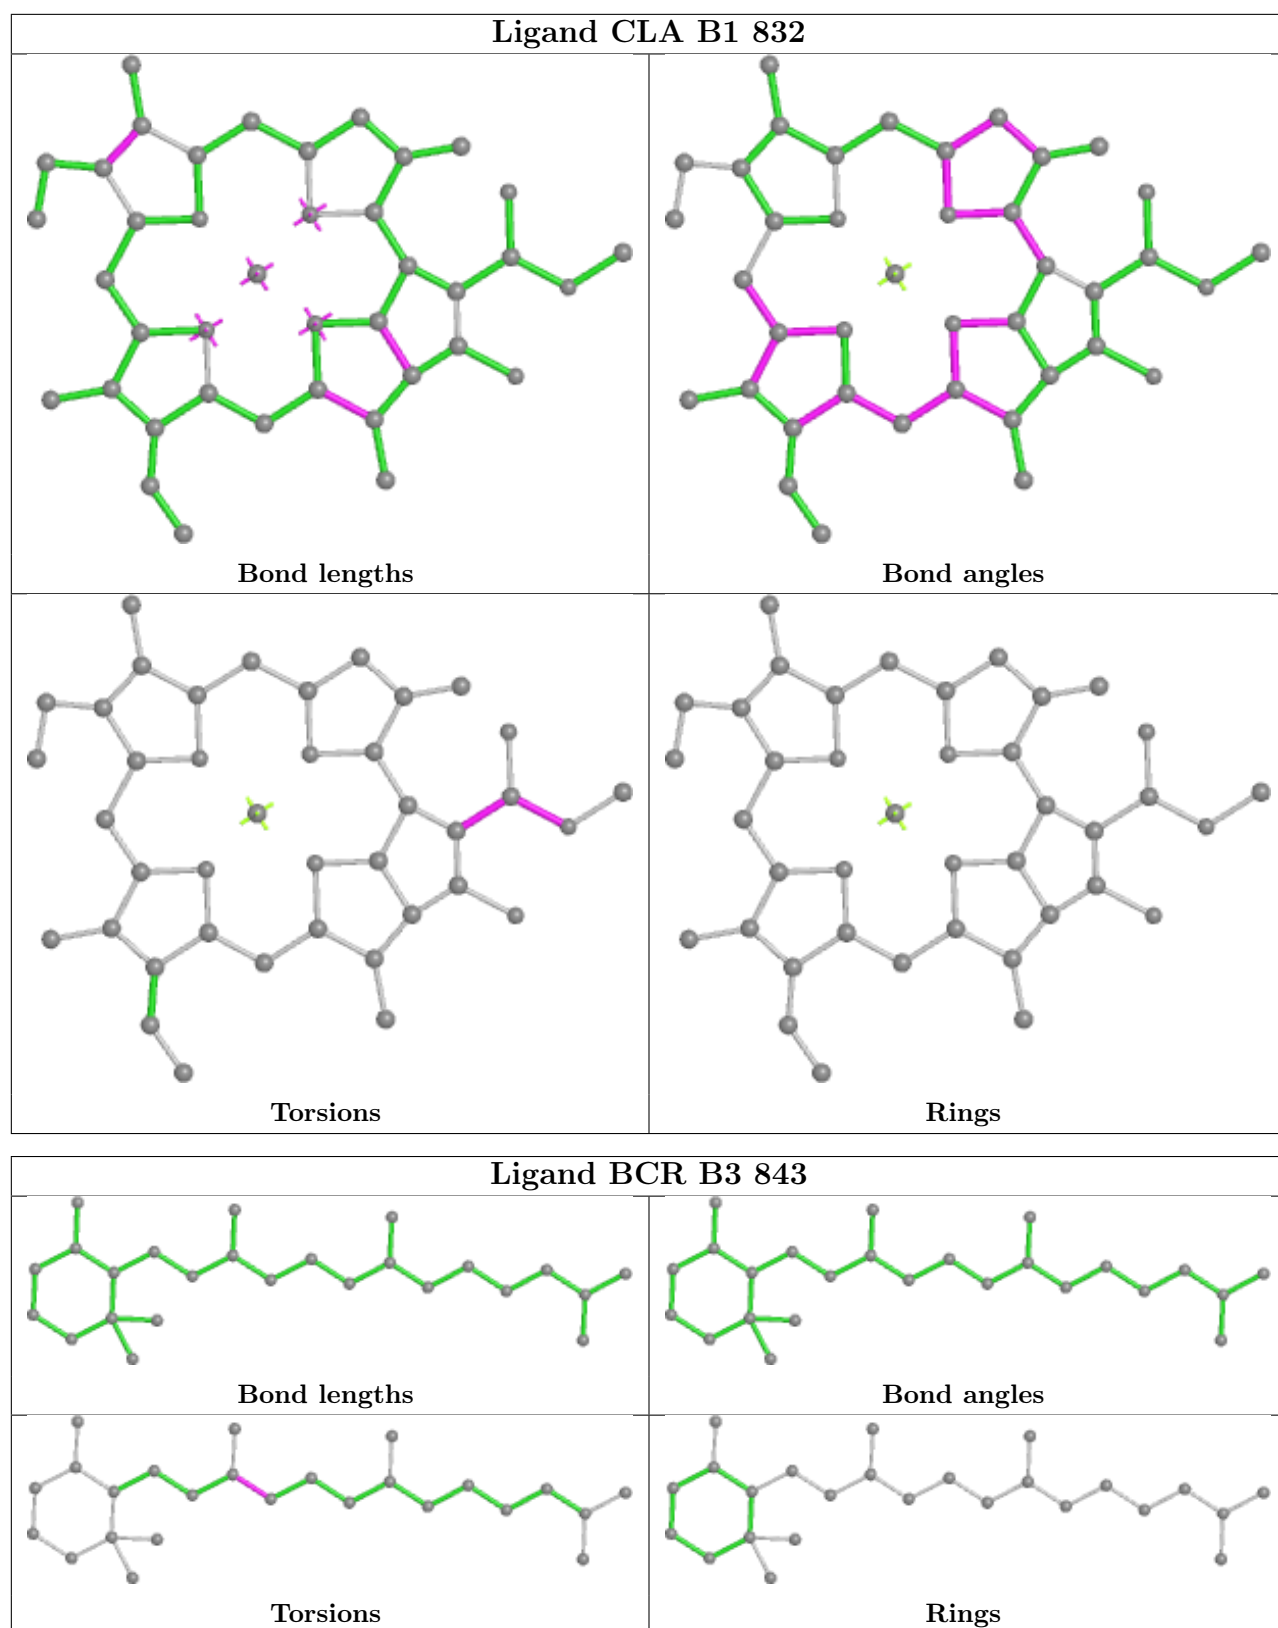 Ligand CLA B1 832
Bond lengths
Bond angles
Torsions
Rings
Ligand BCR B3 843
Bond lengths
Bond angles
Torsions
Rings